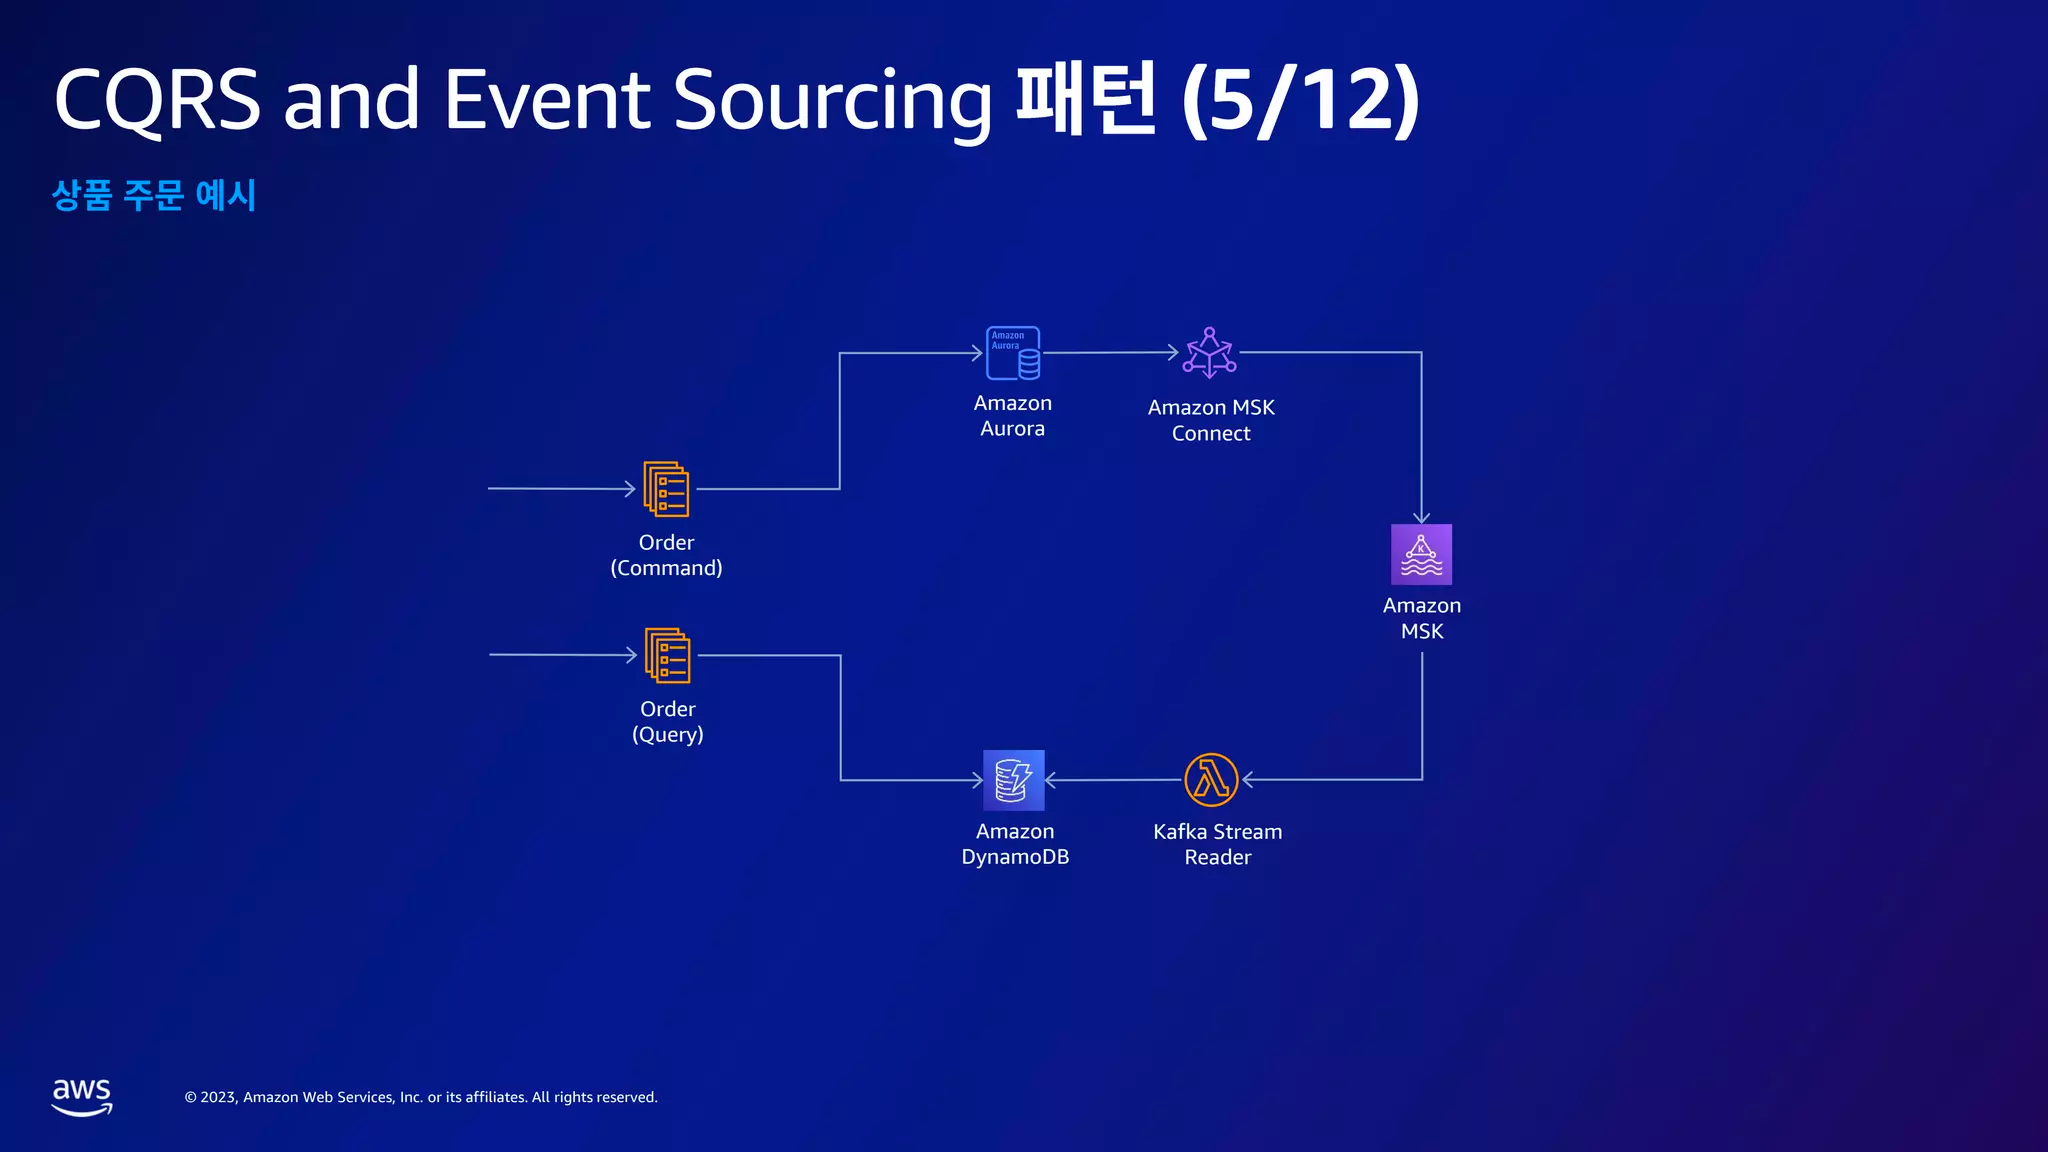 CQRS and Event Sourcing 패턴 (5/12)
상품 주문 예시
Amazon
Aurora
Amazon
Aurora
Amazon MSK
Connect
Order
(Command)
K
Amazon
MSK
Order
(Query)
Amazon
DynamoDB
Kafka Stream
Reader
aws
© 2023, Amazon Web Services, Inc. or its affiliates. All rights reserved.